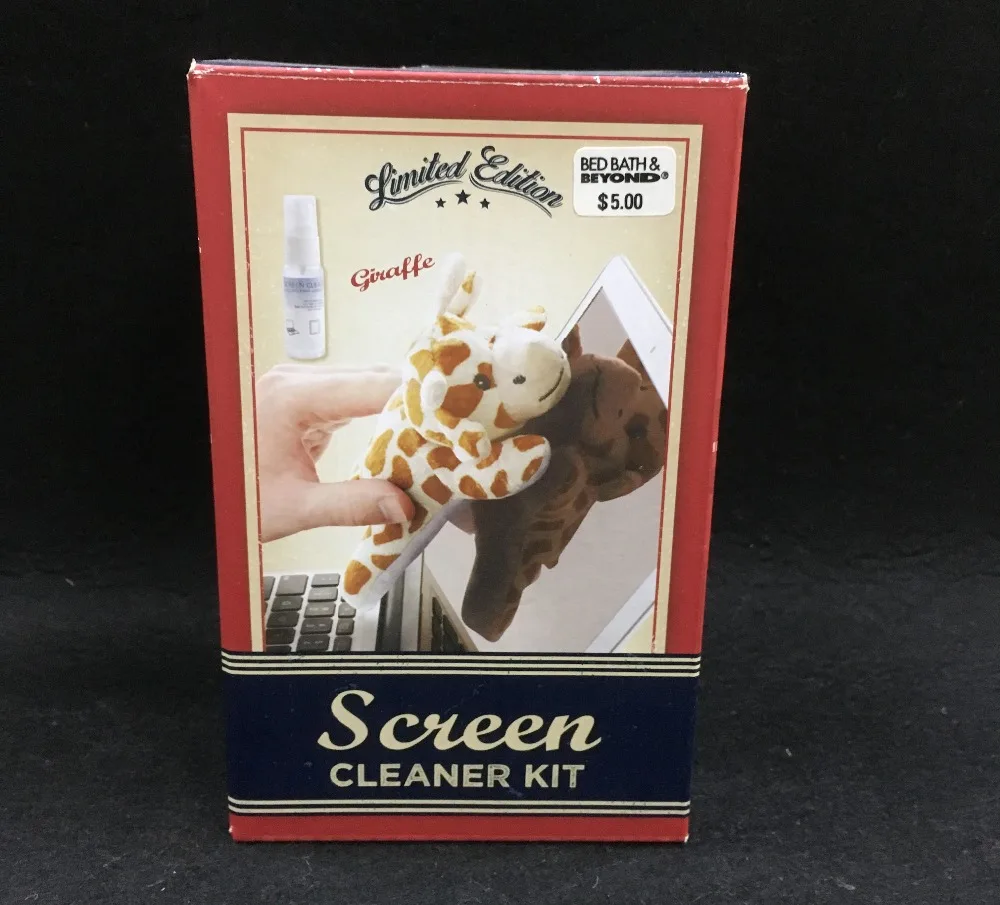 Limited Edition
BED BATH &
BEYOND®
$5.00
Giraffe
Screen
CLEANER KIT